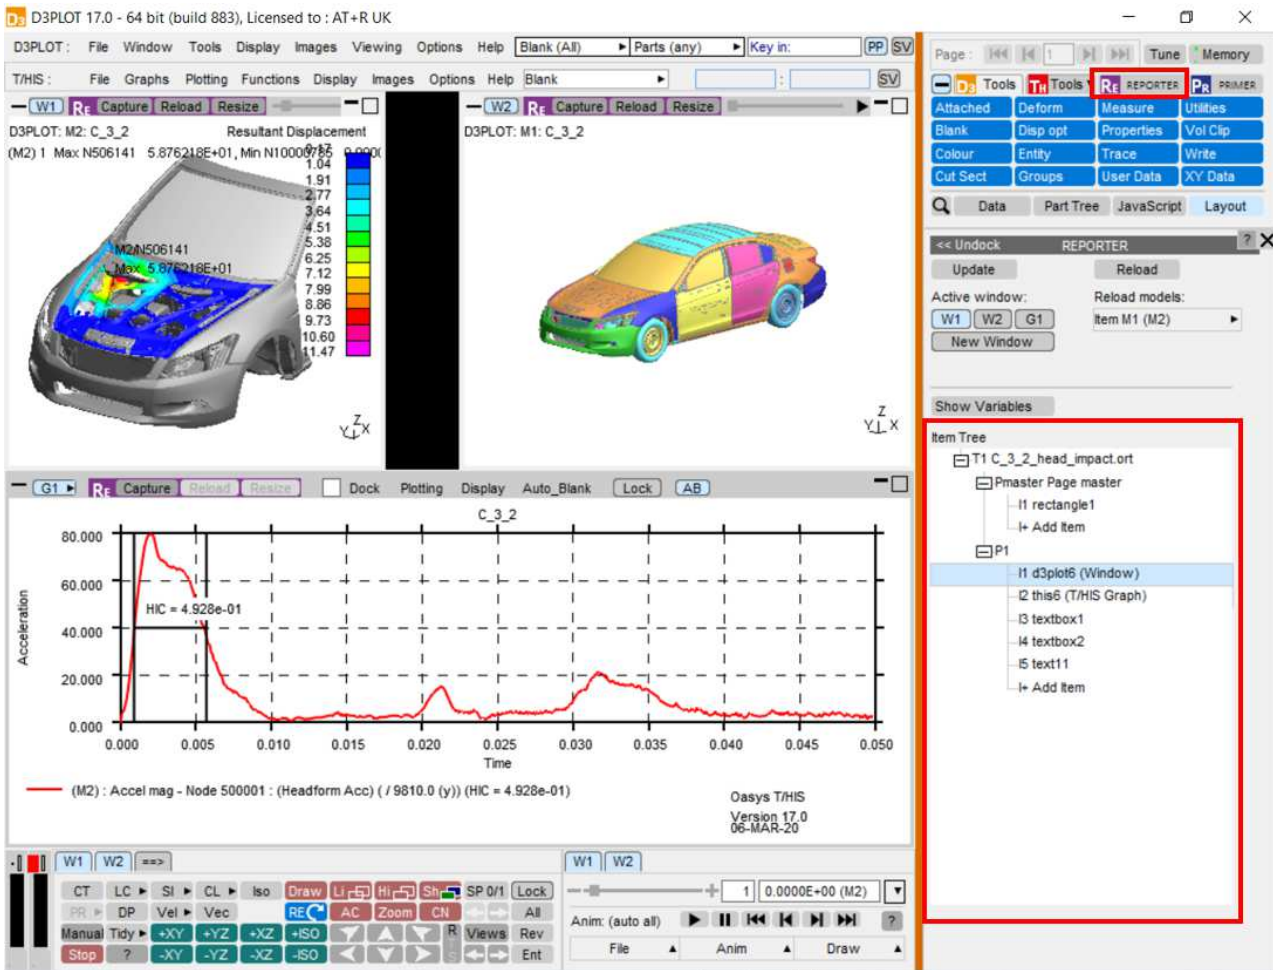 D3PLOT 17.0 - 64 bit (build 883), Licensed to : AT+R UK
D3PLOT : File Window Tools Display Images Viewing Options Help Blank (All) Parts (any) Key in: PP SV
T/HIS : File Graphs Plotting Functions Display Images Options Help Blank : SV
W1 RE Capture Reload Resize
D3PLOT: M2: C_3_2 Resultant Displacement
(M2) 1 Max N506141 5.876218E+01, Min N10000785
0.17
1.04
1.91
2.77
3.64
4.51
5.38
6.25
7.12
7.99
8.86
9.73
10.60
11.47
M2/N506141
Max 5.876218E+01
Z
Y X
W2 RE Capture Reload Resize
D3PLOT: M1: C_3_2
Z
Y X
G1 RE Capture Reload Resize Dock Plotting Display Auto_Blank Lock AB
C_3_2
Acceleration
80.000
60.000
40.000
20.000
0.000
HIC = 4.928e-01
0.000 0.005 0.010 0.015 0.020 0.025 0.030 0.035 0.040 0.045 0.050
Time
(M2) : Accel mag - Node 500001 : (Headform Acc) ( / 9810.0 (y)) (HIC = 4.928e-01)
Oasys T/HIS
Version 17.0
06-MAR-20
W1 W2 ==>
CT LC SI CL Iso Draw Li Hi Sh SP 0/1 Lock
PR DP Vel Vec RE AC Zoom CN All
Manual Tidy +XY +YZ +XZ +ISO Views Rev
Stop ? -XY -YZ -XZ -ISO Ent
W1 W2
1 0.0000E+00 (M2)
Anim: (auto all) ?
File Anim Draw
Page : 1 Tune Memory
D3 Tools TH Tools RE REPORTER PR PRIMER
Attached Deform Measure Utilities
Blank Disp opt Properties Vol Clip
Colour Entity Trace Write
Cut Sect Groups User Data XY Data
Data Part Tree JavaScript Layout
<< Undock REPORTER ? X
Update Reload
Active window: Reload models:
W1 W2 G1 Item M1 (M2)
New Window
Show Variables
Item Tree
T1 C_3_2_head_impact.ort
Pmaster Page master
I1 rectangle1
I+ Add Item
P1
I1 d3plot6 (Window)
I2 this6 (T/HIS Graph)
I3 textbox1
I4 textbox2
I5 text11
I+ Add Item